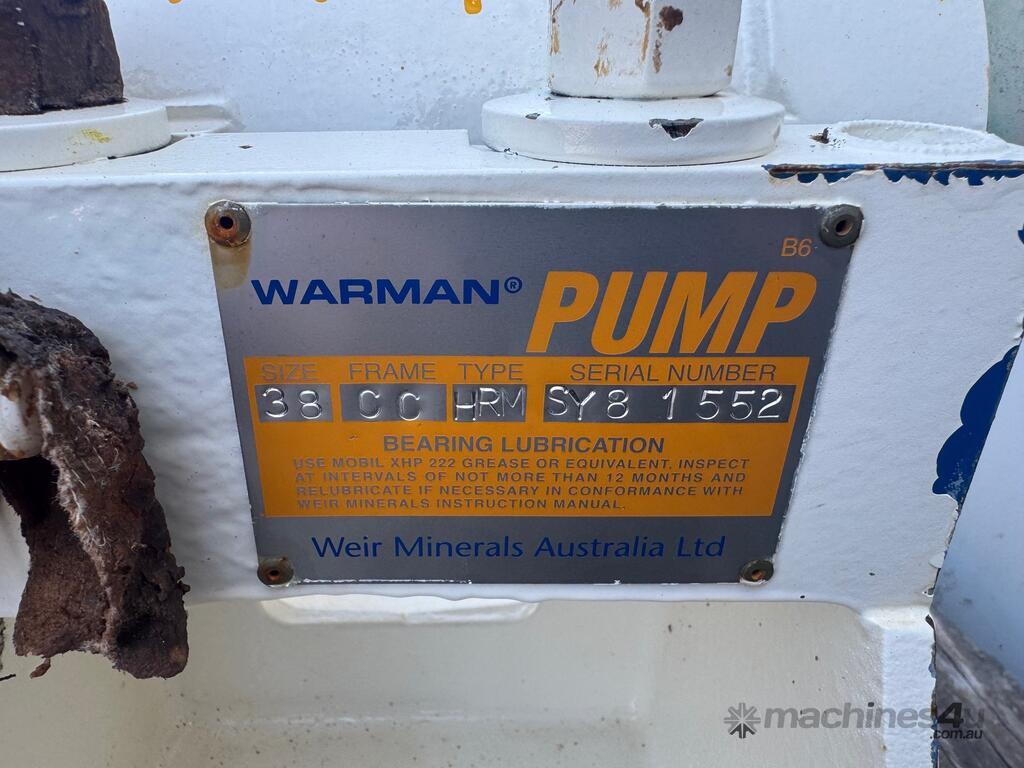 B6
WARMAN® PUMP
SIZE FRAME TYPE SERIAL NUMBER
38 CC HRM SY8 1552
BEARING LUBRICATION
USE MOBIL XHP 222 GREASE OR EQUIVALENT. INSPECT
AT INTERVALS OF NOT MORE THAN 12 MONTHS AND
RELUBRICATE IF NECESSARY IN CONFORMANCE WITH
WEIR MINERALS INSTRUCTION MANUAL.
Weir Minerals Australia Ltd
machines4u
.com.au